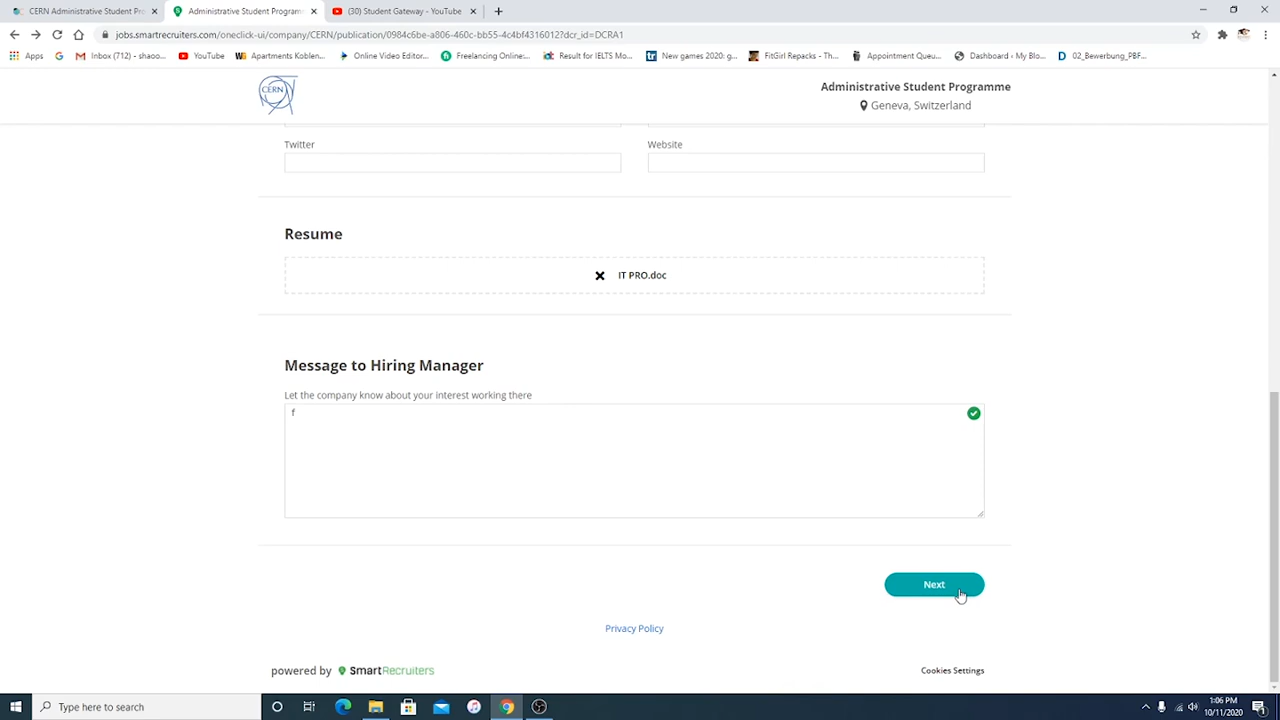 CERN Administrative Student Pro
Administrative Student Program
(30) Student Gateway - YouTube
jobs.smartrecruiters.com/oneclick-ui/company/CERN/publication/0984c6be-a806-460c-bb55-4c4bf4316012?dcr_id=DCRA1
Apps
Inbox (712) - shaoo...
YouTube
Apartments Koblen...
Online Video Editor...
Freelancing Online:...
Result for IELTS Mo...
New games 2020: g...
FitGirl Repacks - Th...
Appointment Queu...
Dashboard ‹ My Blo...
02_Bewerbung_PBF...
CERN
Administrative Student Programme
Geneva, Switzerland
Twitter
Website
Resume
IT PRO.doc
Message to Hiring Manager
Let the company know about your interest working there
f
Next
Privacy Policy
powered by SmartRecruiters
Cookies Settings
Type here to search
1:06 PM
10/11/2020